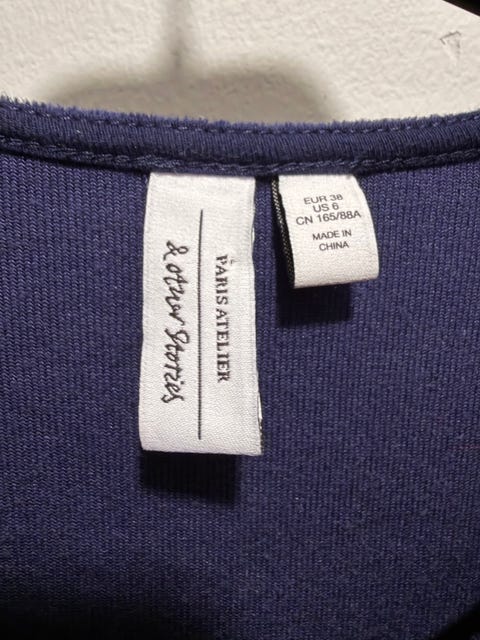 & other Stories
PARIS ATELIER
EUR 38
US 6
CN 165/88A
MADE IN
CHINA